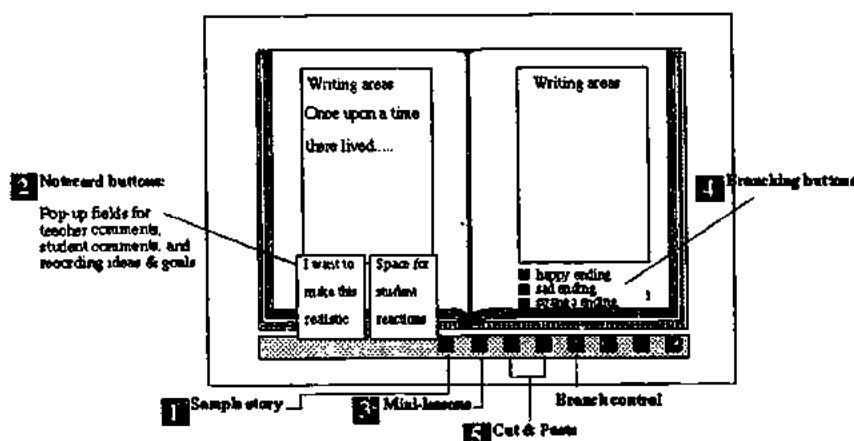 Writing areas
Once upon a time
there lived.....
Writing areas
2 Notecard buttons:
Pop-up fields for
teacher comments,
student comments, and
recording ideas & goals
4 Branching buttons
I want to
make this
realistic
Space for
student
reactions
happy ending
sad ending
strange ending
1 Sample story
3 Mini-lessons
Branch control
5 Cut & Paste